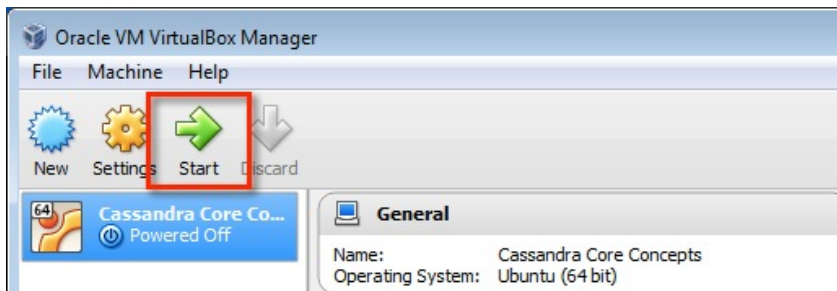 Oracle VM VirtualBox Manager
File Machine Help
New Settings Start Discard
64 Cassandra Core Co...
Powered Off
General
Name: Cassandra Core Concepts
Operating System: Ubuntu (64 bit)